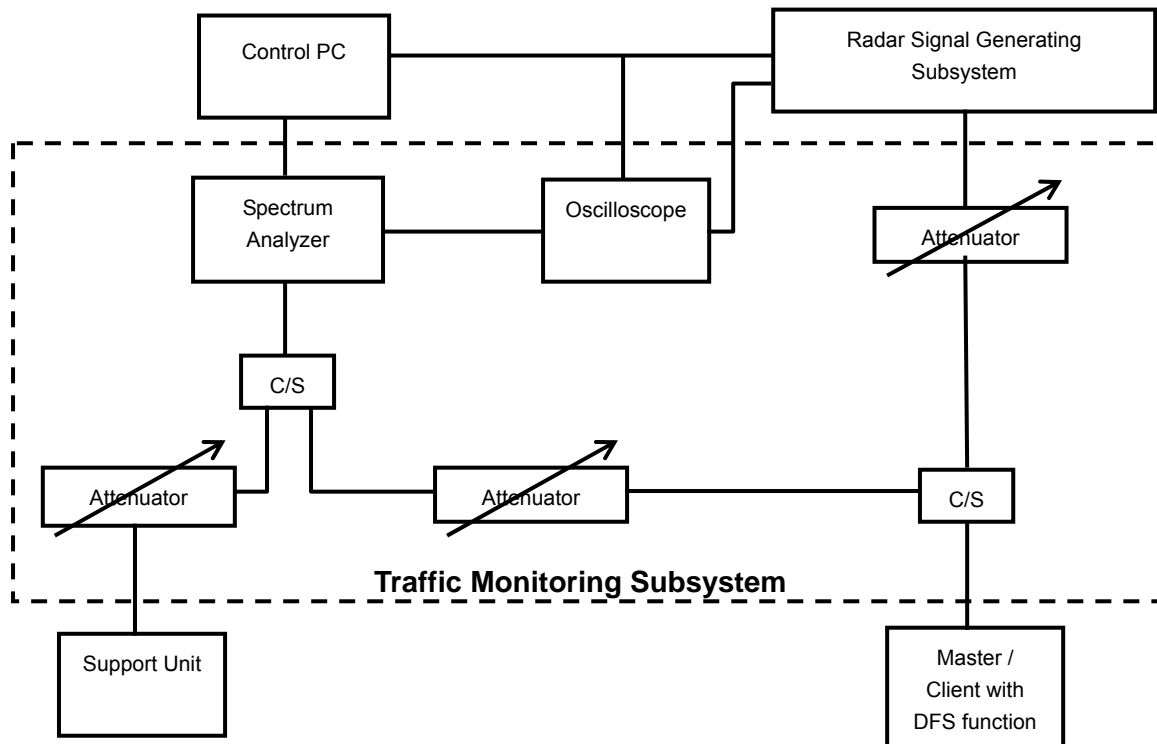 Control PC
Radar Signal Generating
Subsystem
Spectrum
Analyzer
Oscilloscope
Attenuator
C/S
Attenuator
Attenuator
C/S
Traffic Monitoring Subsystem
Support Unit
Master /
Client with
DFS function